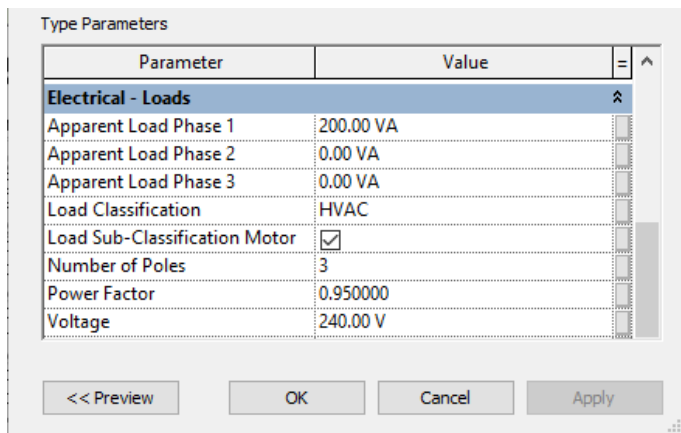 Type Parameters
Parameter Value =
Electrical - Loads
Apparent Load Phase 1 200.00 VA
Apparent Load Phase 2 0.00 VA
Apparent Load Phase 3 0.00 VA
Load Classification HVAC
Load Sub-Classification Motor
Number of Poles 3
Power Factor 0.950000
Voltage 240.00 V
<< Preview OK Cancel Apply